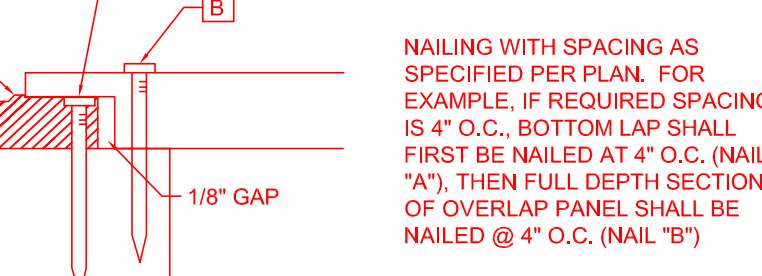 B
NAILING WITH SPACING AS
SPECIFIED PER PLAN. FOR
EXAMPLE, IF REQUIRED SPACING
IS 4" O.C., BOTTOM LAP SHALL
FIRST BE NAILED AT 4" O.C. (NAIL
"A"), THEN FULL DEPTH SECTION
OF OVERLAP PANEL SHALL BE
NAILED @ 4" O.C. (NAIL "B")
1/8" GAP